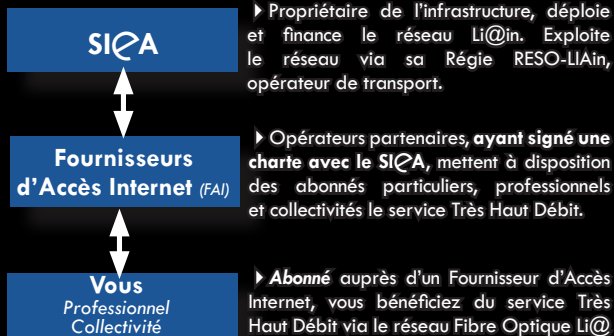 SIeA
▶ Propriétaire de l'infrastructure, déploie
et finance le réseau Li@in. Exploite
le réseau via sa Régie RESO-LIAin,
opérateur de transport.
Fournisseurs
d'Accès Internet (FAI)
▶ Opérateurs partenaires, ayant signé une
charte avec le SIeA, mettent à disposition
des abonnés particuliers, professionnels
et collectivités le service Très Haut Débit.
Vous
Professionnel
Collectivité
▶ Abonné auprès d'un Fournisseur d'Accès
Internet, vous bénéficiez du service Très
Haut Débit via le réseau Fibre Optique Li@